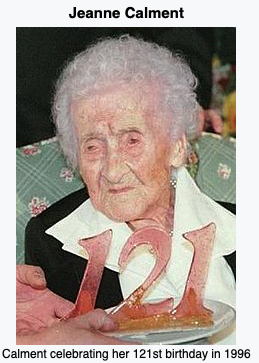 Jeanne Calment
121
Calment celebrating her 121st birthday in 1996